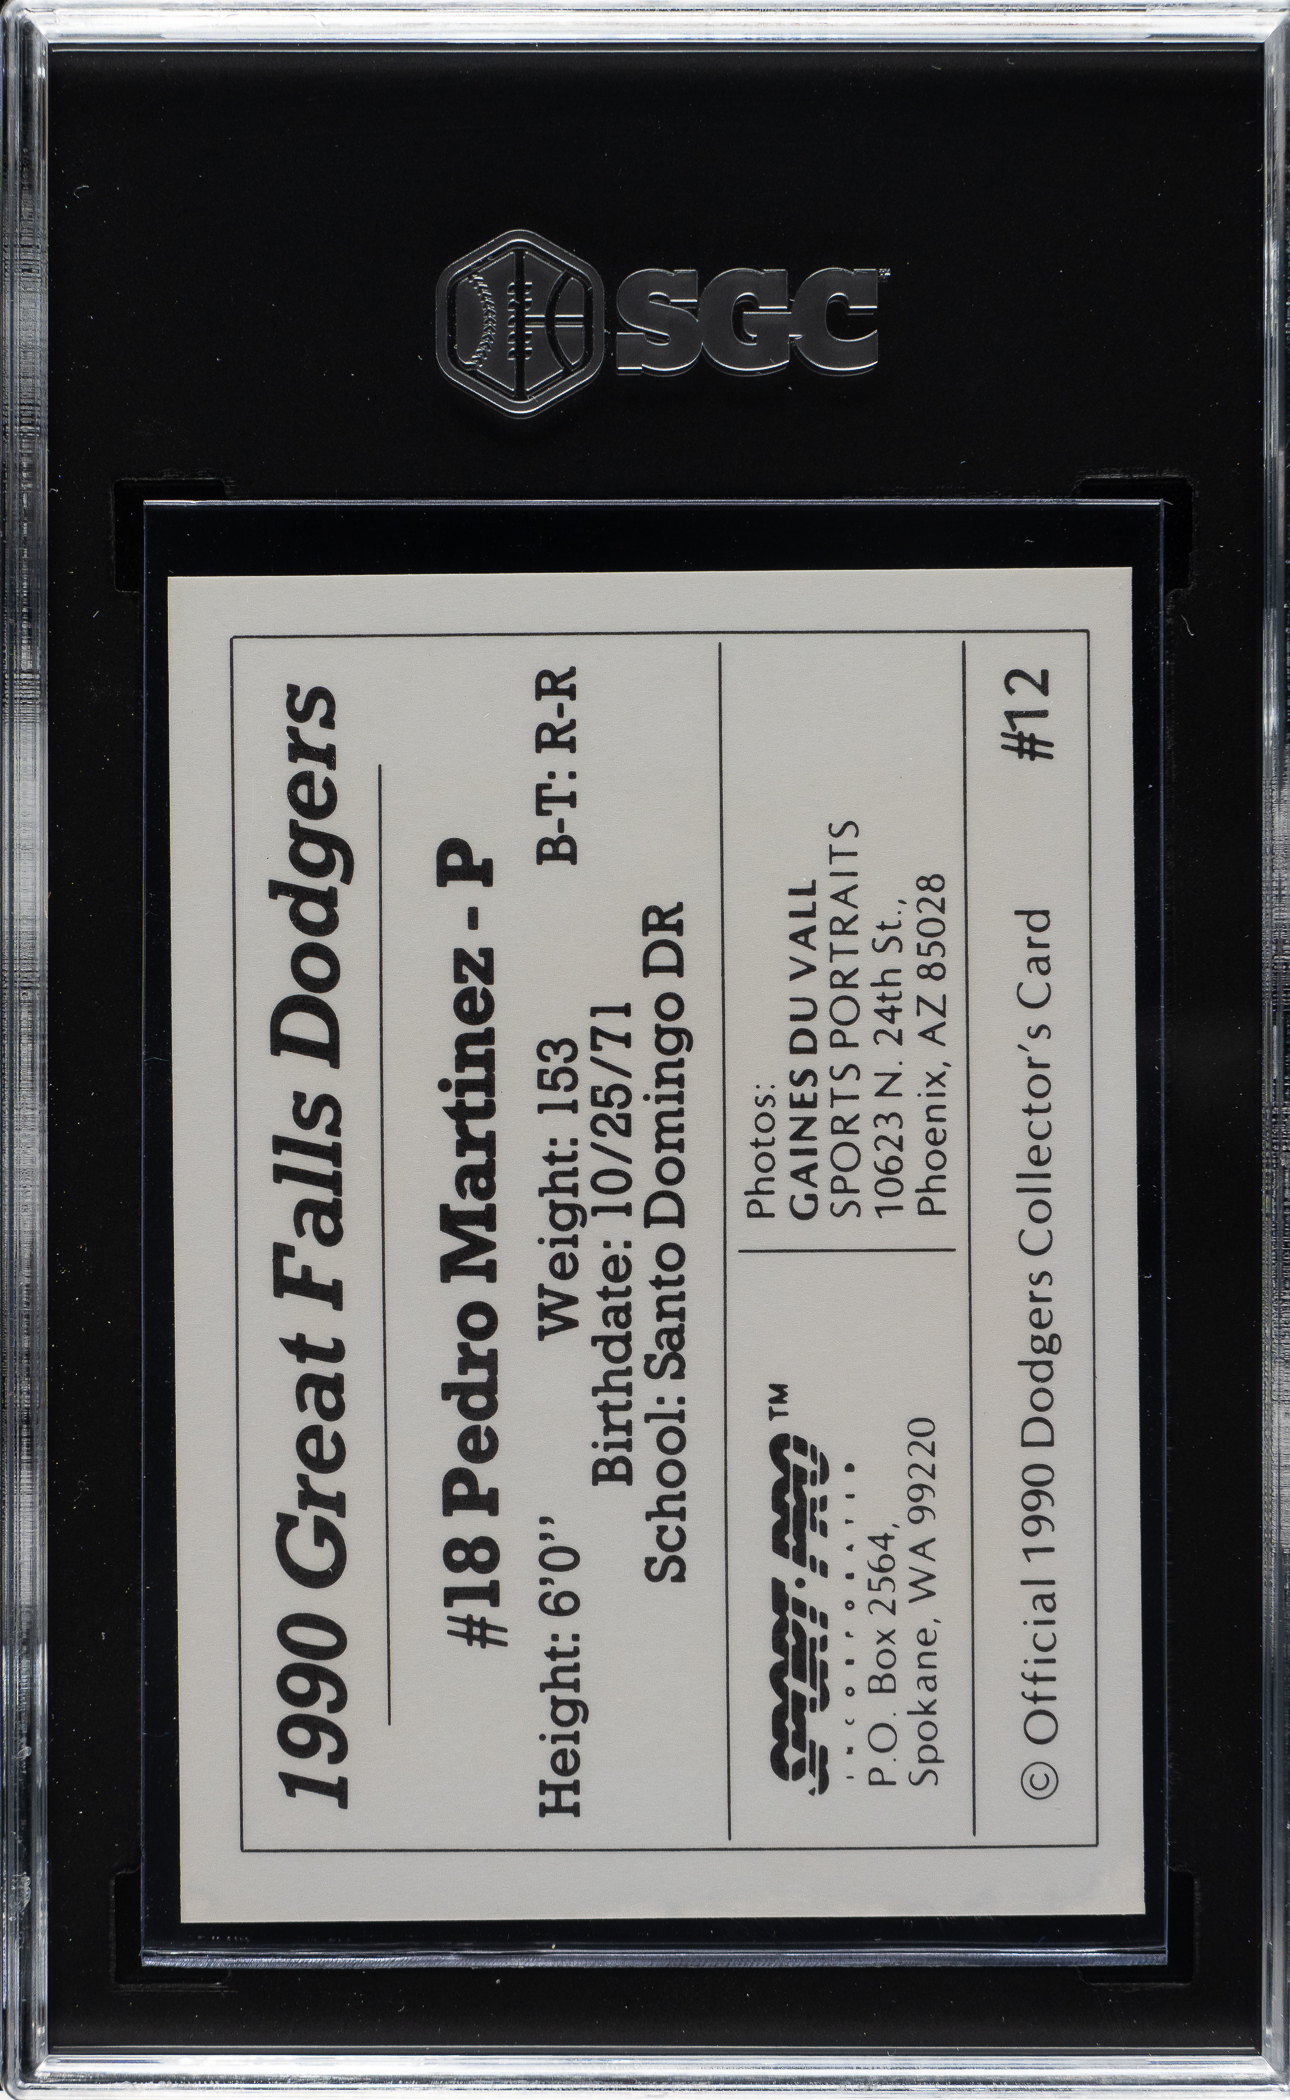 SGC
1990 Great Falls Dodgers
#18 Pedro Martinez - P
Height: 6'0" Weight: 153 B-T: R-R
Birthdate: 10/25/71
School: Santo Domingo DR
SPORT•PRO™
INCORPORATED
P.O. Box 2564,
Spokane, WA 99220
Photos:
GAINES DU VALL
SPORTS PORTRAITS
10623 N. 24th St.,
Phoenix, AZ 85028
© Official 1990 Dodgers Collector's Card #12